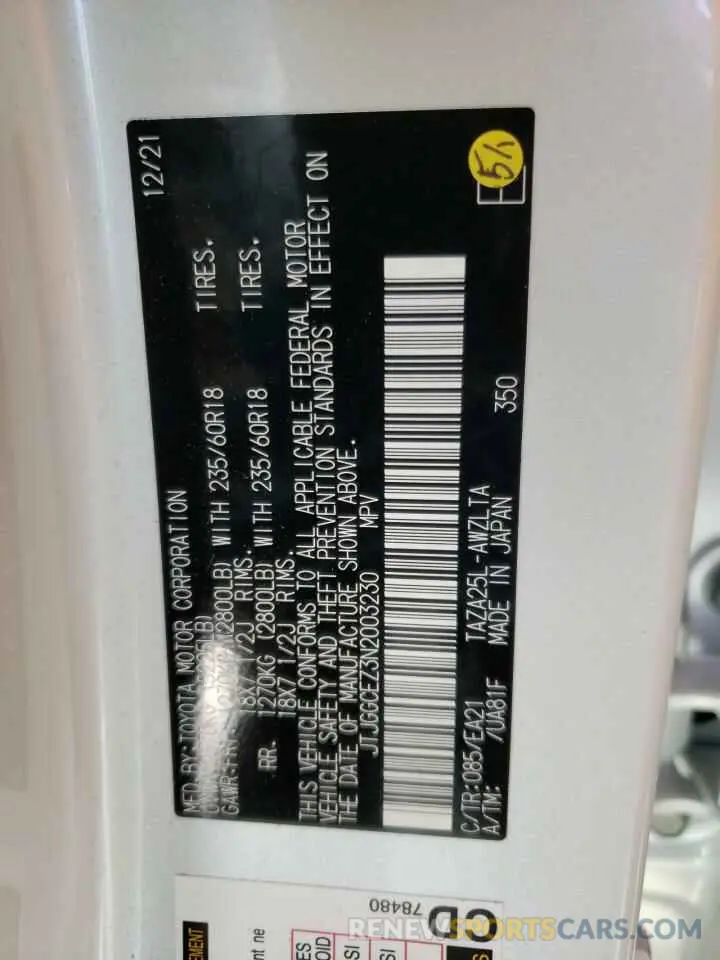 MFD BY:TOYOTA MOTOR CORPORATION 12/21
(2800LB) WITH 235/60R18 TIRES.
18X7 1/2J RIMS.
RR. 1270KG (2800LB) WITH 235/60R18 TIRES.
18X7 1/2J RIMS.
THIS VEHICLE CONFORMS TO ALL APPLICABLE FEDERAL MOTOR
VEHICLE SAFETY AND THEFT PREVENTION STANDARDS IN EFFECT ON
THE DATE OF MANUFACTURE SHOWN ABOVE.
JTJGGCEZ3N2003230 MPV
C/TR:085/EA21 TAZA25L-AWZLTA 350
A/TM: /UA81F MADE IN JAPAN
78480
RENEWSPORTSCARS.COM